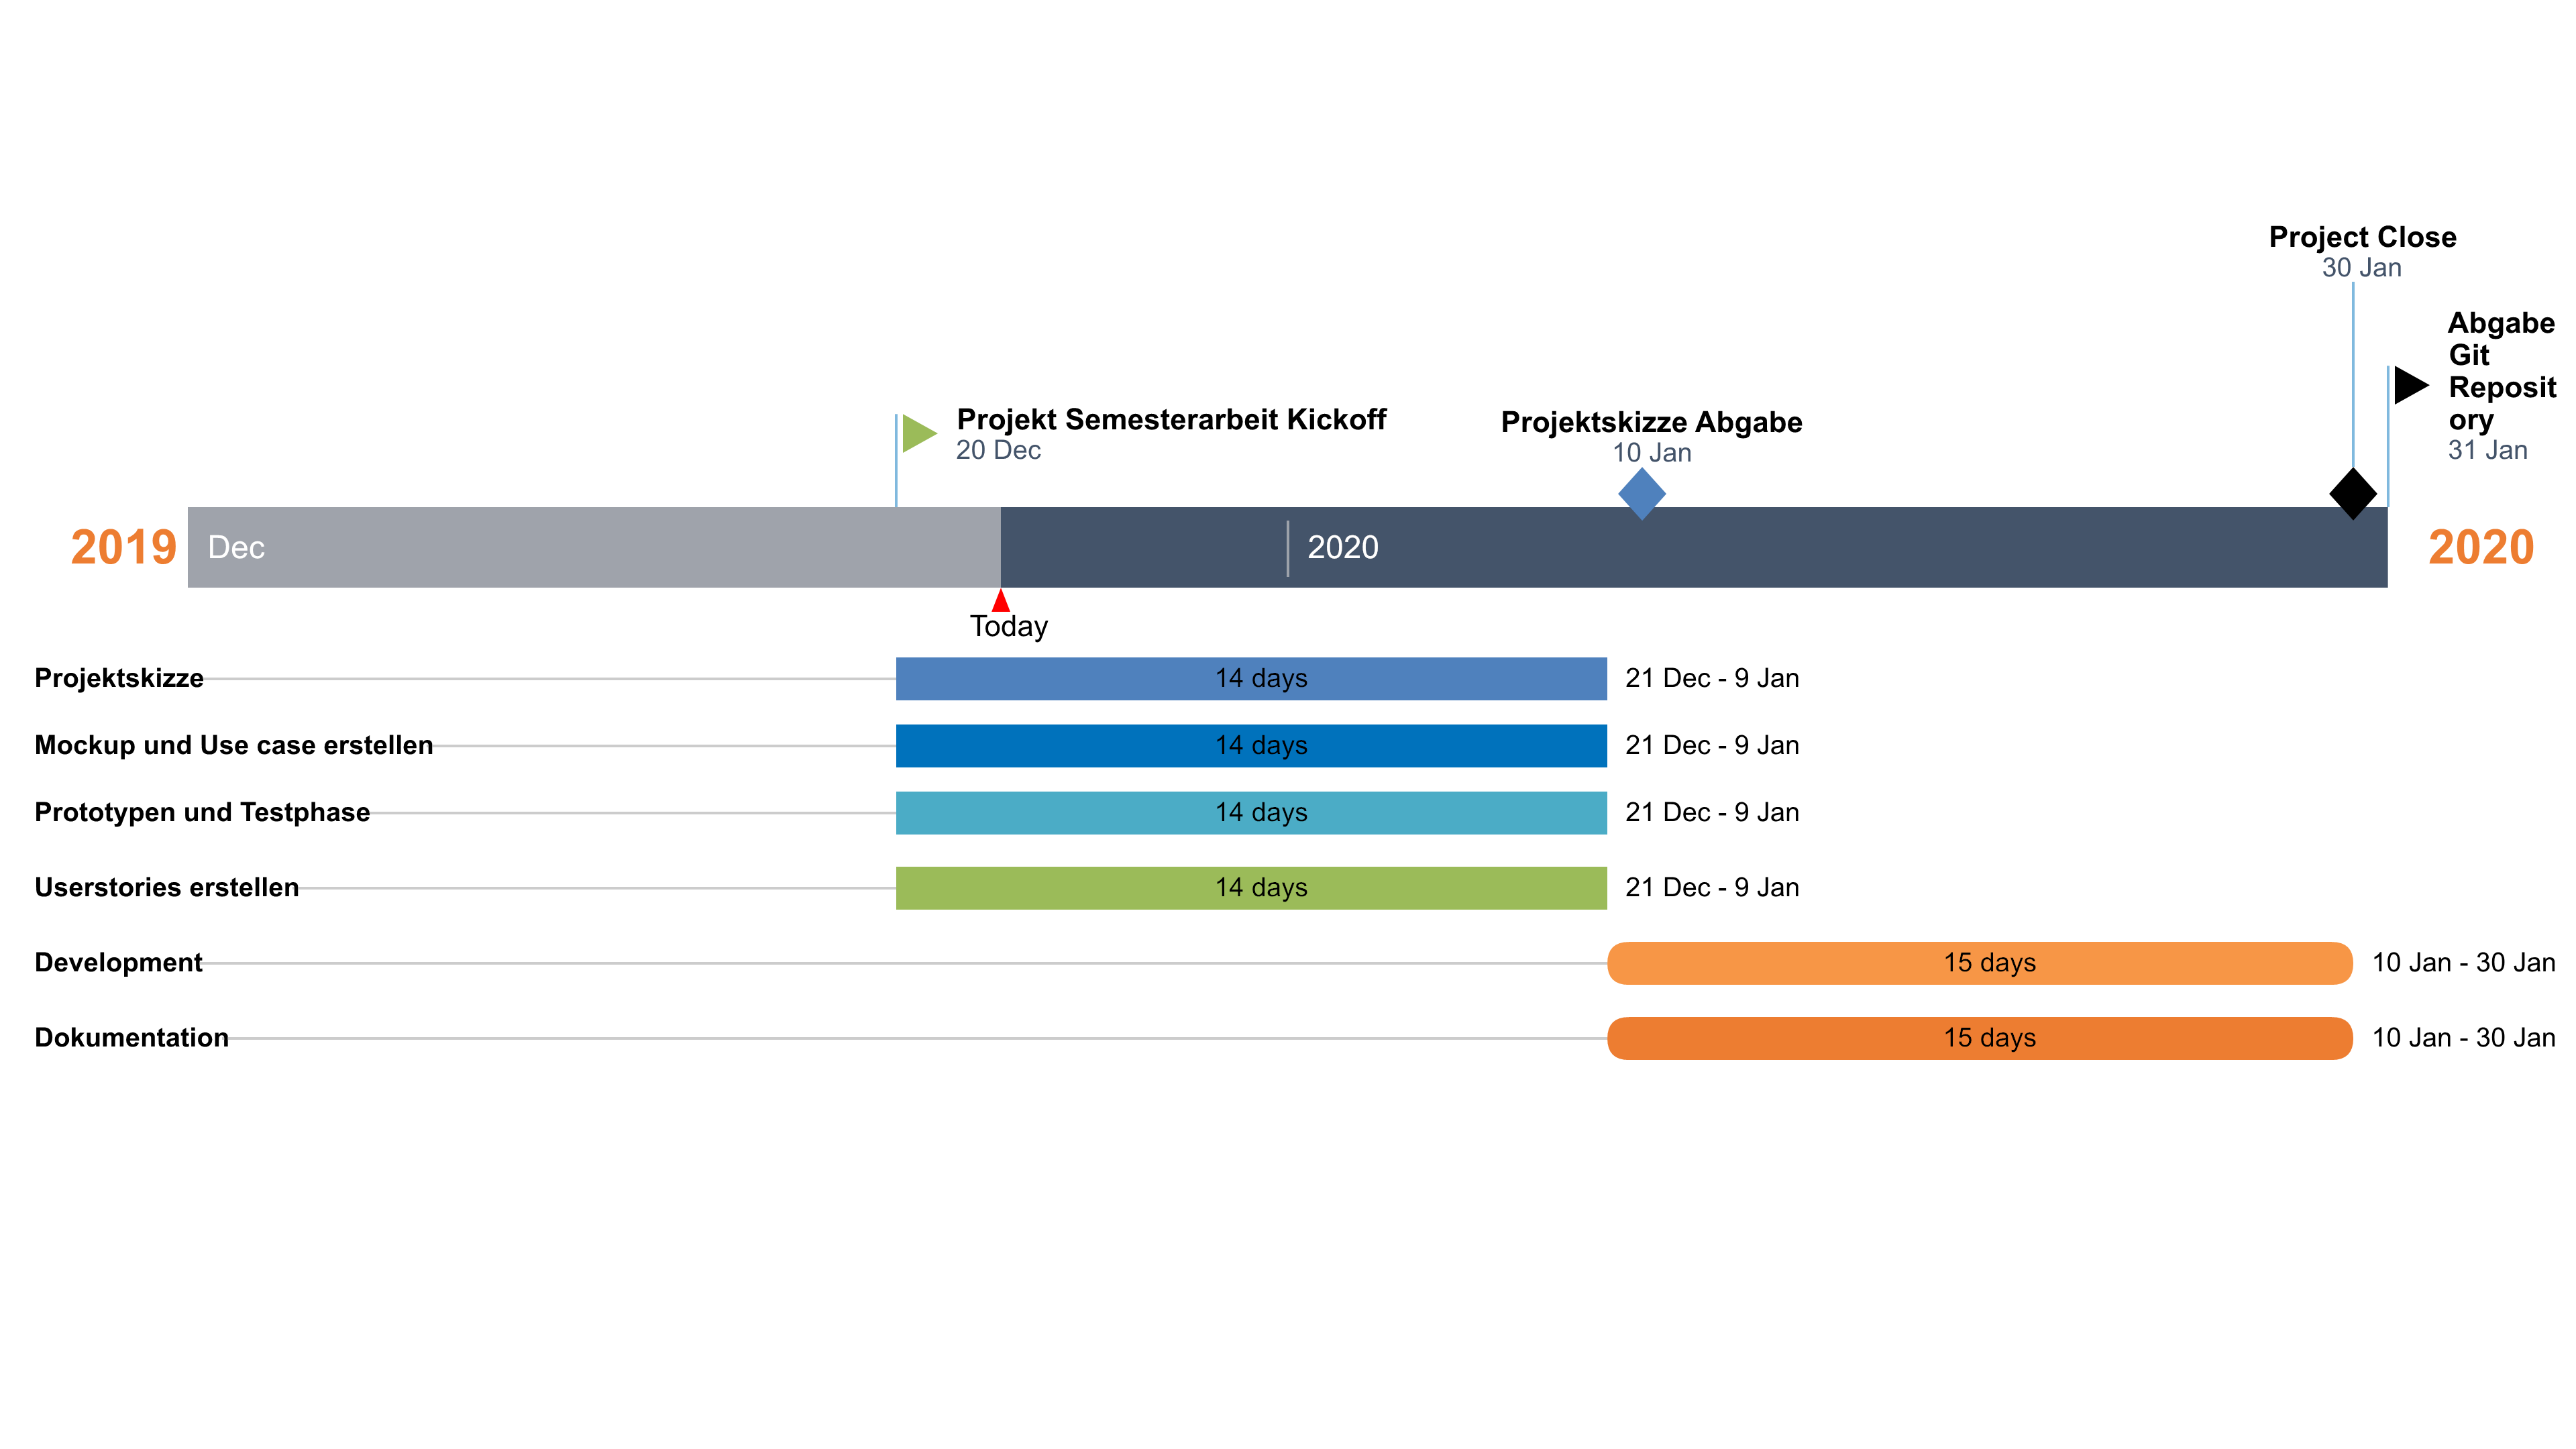 Project Close
30 Jan
Abgabe
Git
Reposit
ory
31 Jan
Projekt Semesterarbeit Kickoff
20 Dec
Projektskizze Abgabe
10 Jan
2019
Dec
2020
2020
Today
Projektskizze 14 days 21 Dec - 9 Jan
Mockup und Use case erstellen 14 days 21 Dec - 9 Jan
Prototypen und Testphase 14 days 21 Dec - 9 Jan
Userstories erstellen 14 days 21 Dec - 9 Jan
Development 15 days 10 Jan - 30 Jan
Dokumentation 15 days 10 Jan - 30 Jan